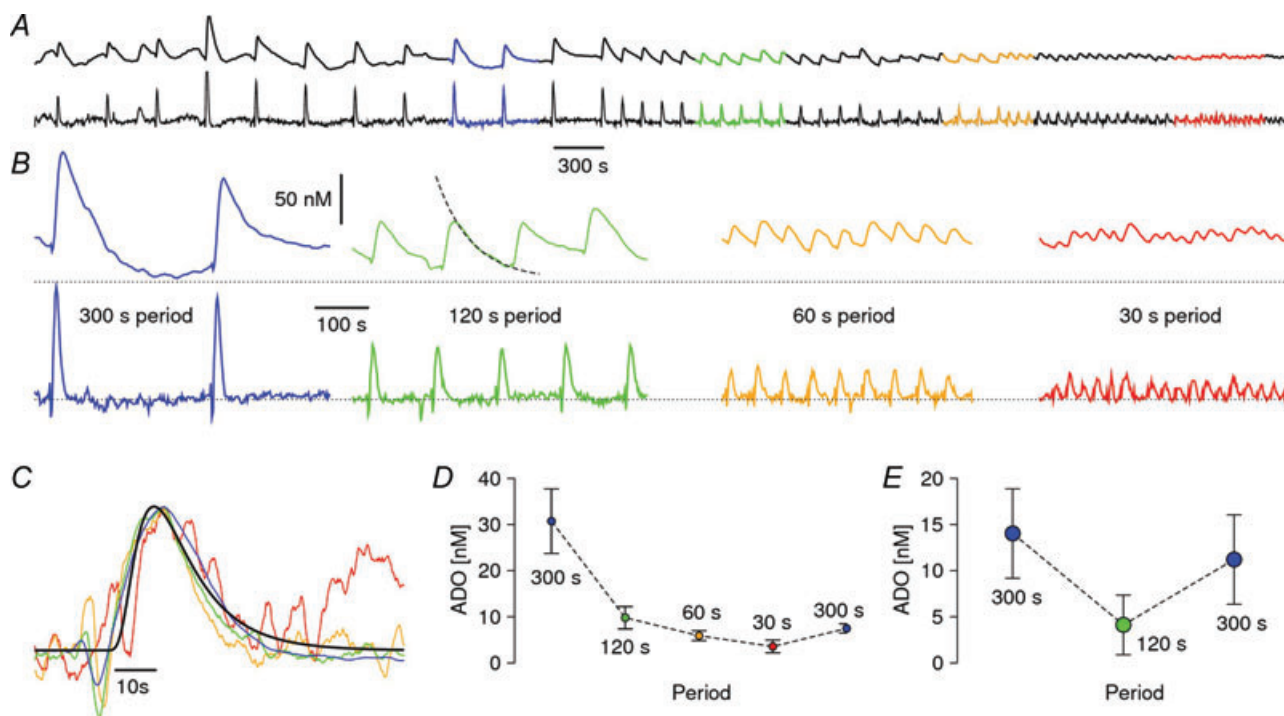 A
300 s
B
50 nM
300 s period
100 s
120 s period
60 s period
30 s period
C
10s
D
ADO [nM]
40
30
20
10
0
300 s
120 s
60 s
30 s
300 s
Period
E
ADO [nM]
20
15
10
5
0
300 s
120 s
300 s
Period